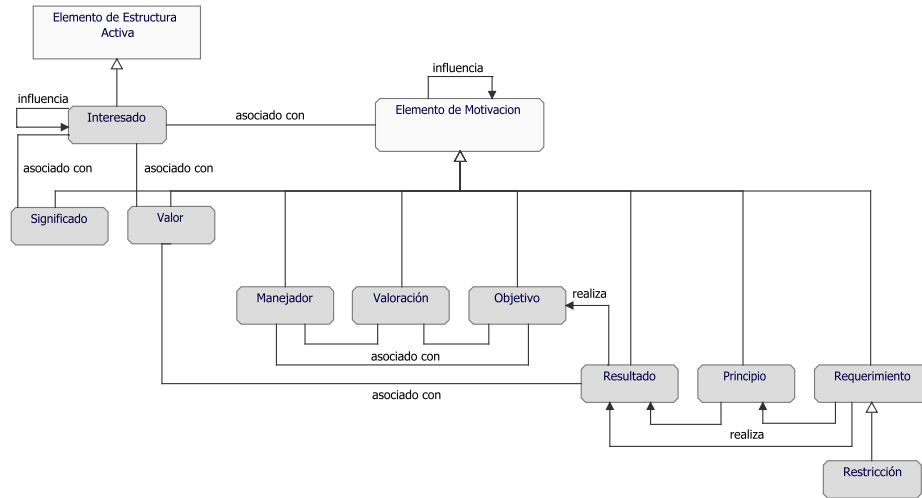 Elemento de Estructura
Activa
influencia
influencia
Interesado
asociado con
Elemento de Motivacion
asociado con
asociado con
Significado
Valor
Manejador
Valoración
Objetivo
realiza
asociado con
Resultado
Principio
Requerimiento
asociado con
realiza
Restricción